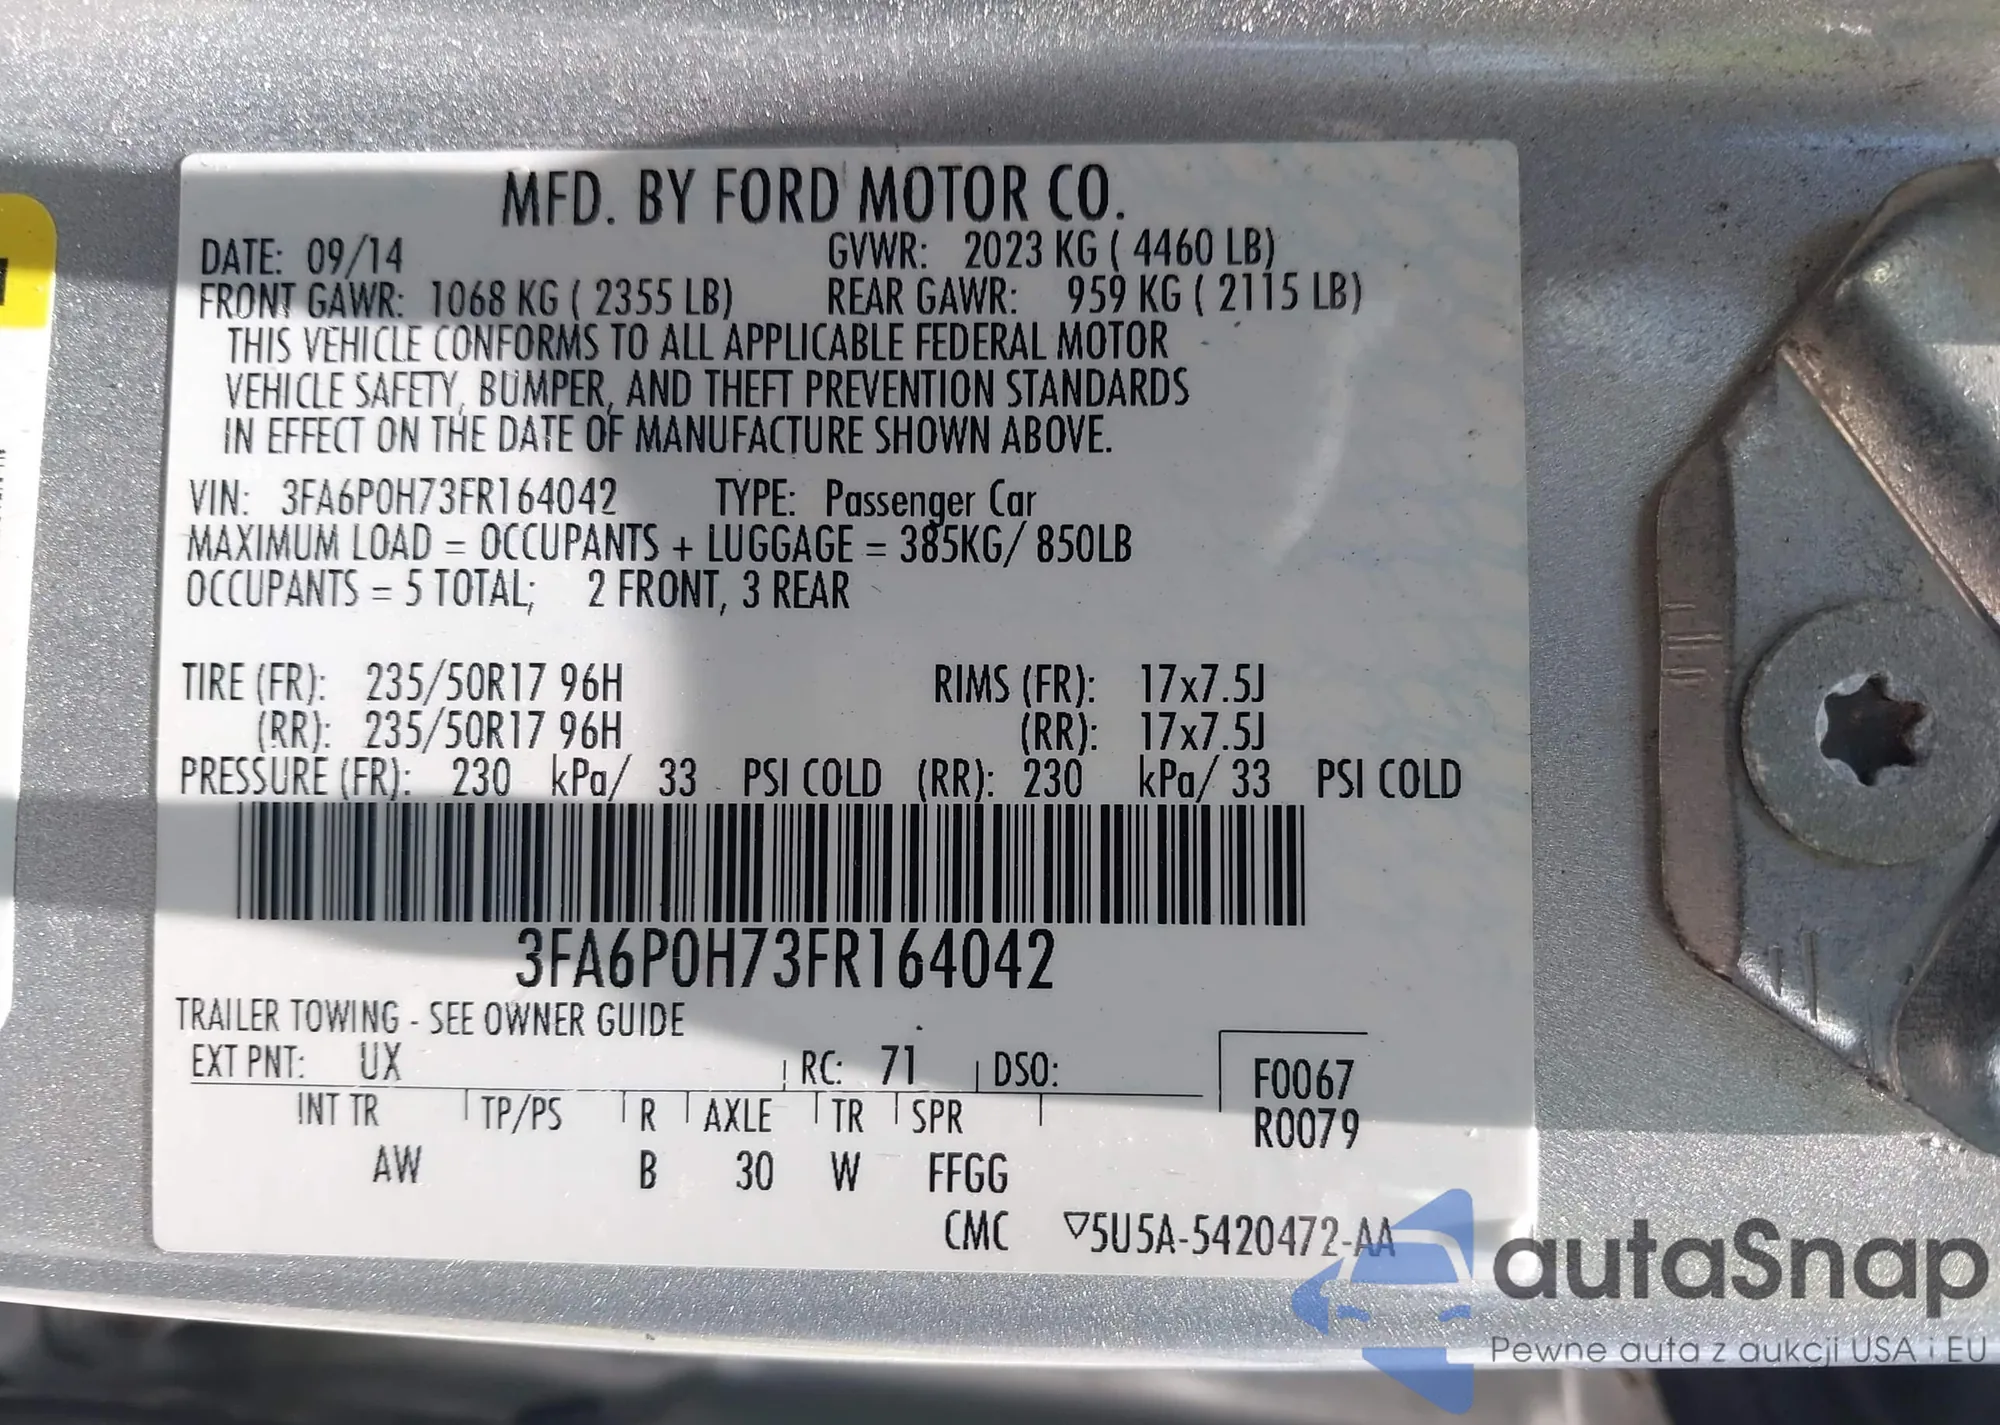 MFD. BY FORD MOTOR CO.
DATE: 09/14 GVWR: 2023 KG ( 4460 LB)
FRONT GAWR: 1068 KG ( 2355 LB) REAR GAWR: 959 KG ( 2115 LB)
THIS VEHICLE CONFORMS TO ALL APPLICABLE FEDERAL MOTOR
VEHICLE SAFETY, BUMPER, AND THEFT PREVENTION STANDARDS
IN EFFECT ON THE DATE OF MANUFACTURE SHOWN ABOVE.
VIN: 3FA6P0H73FR164042 TYPE: Passenger Car
MAXIMUM LOAD = OCCUPANTS + LUGGAGE = 385KG/ 850LB
OCCUPANTS = 5 TOTAL; 2 FRONT, 3 REAR
TIRE (FR): 235/50R17 96H RIMS (FR): 17x7.5J
(RR): 235/50R17 96H (RR): 17x7.5J
PRESSURE (FR): 230 kPa/ 33 PSI COLD (RR): 230 kPa/ 33 PSI COLD
3FA6P0H73FR164042
TRAILER TOWING - SEE OWNER GUIDE
EXT PNT: UX RC: 71 DSO: F0067
INT TR TP/PS R AXLE TR SPR R0079
AW B 30 W FFGG
CMC ▽5U5A-5420472-AA
autaSnap
Pewne auta z aukcji USA i EU